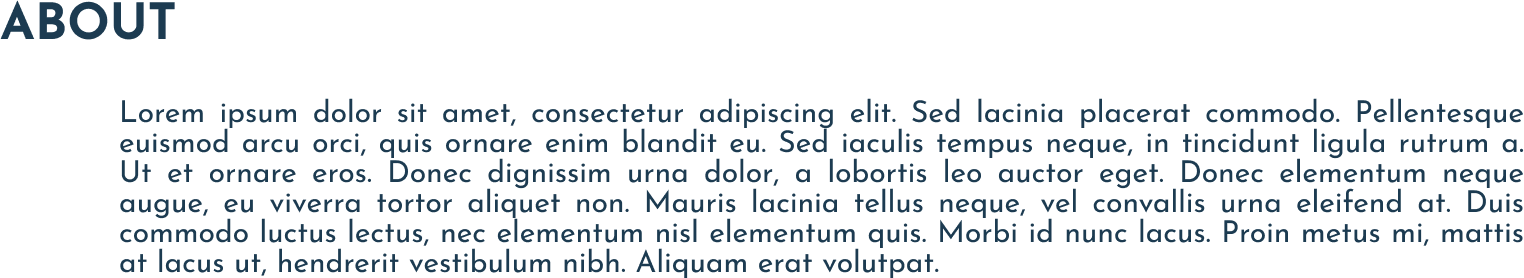 ABOUT
Lorem ipsum dolor sit amet, consectetur adipiscing elit. Sed lacinia placerat commodo. Pellentesque
euismod arcu orci, quis ornare enim blandit eu. Sed iaculis tempus neque, in tincidunt ligula rutrum a.
Ut et ornare eros. Donec dignissim urna dolor, a lobortis leo auctor eget. Donec elementum neque
augue, eu viverra tortor aliquet non. Mauris lacinia tellus neque, vel convallis urna eleifend at. Duis
commodo luctus lectus, nec elementum nisl elementum quis. Morbi id nunc lacus. Proin metus mi, mattis
at lacus ut, hendrerit vestibulum nibh. Aliquam erat volutpat.